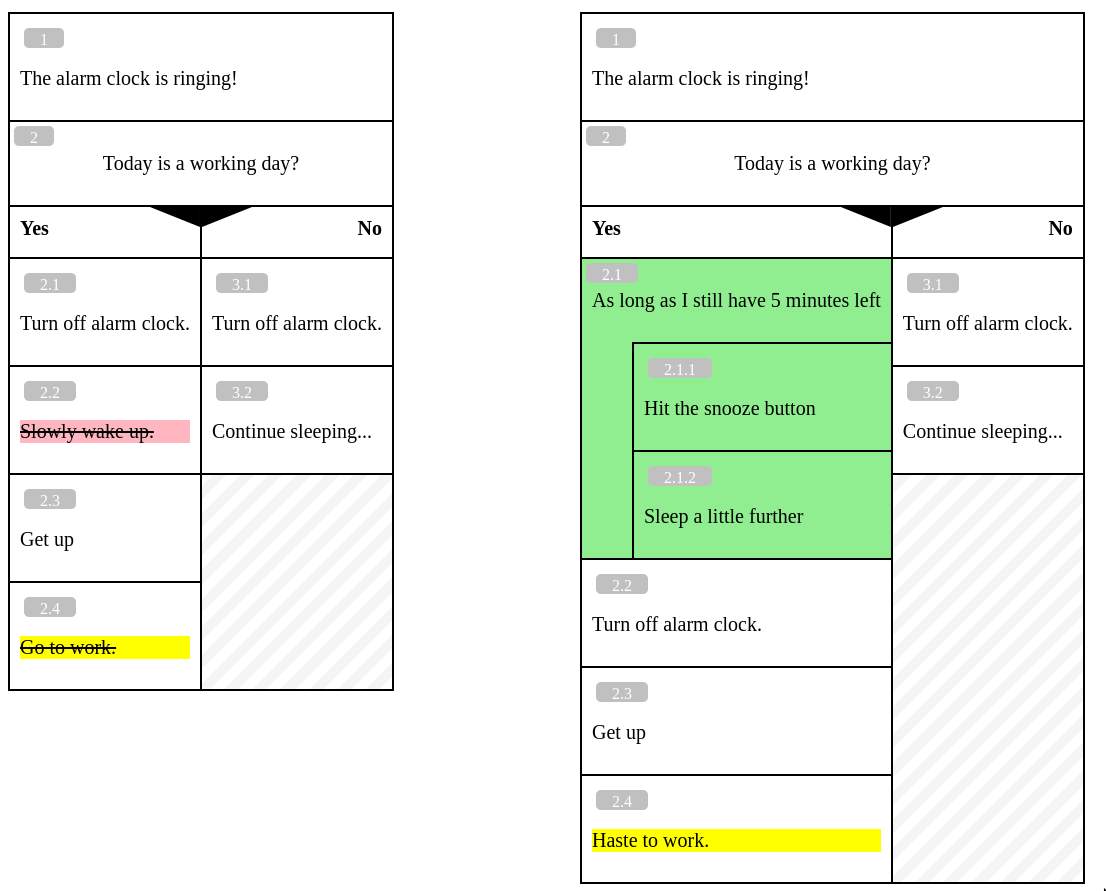 1
The alarm clock is ringing!
2
Today is a working day?
Yes No
2.1
Turn off alarm clock.
2.2
Slowly wake up.
2.3
Get up
2.4
Go to work.
3.1
Turn off alarm clock.
3.2
Continue sleeping...
1
The alarm clock is ringing!
2
Today is a working day?
Yes No
2.1
As long as I still have 5 minutes left
2.1.1
Hit the snooze button
2.1.2
Sleep a little further
2.2
Turn off alarm clock.
2.3
Get up
2.4
Haste to work.
3.1
Turn off alarm clock.
3.2
Continue sleeping...